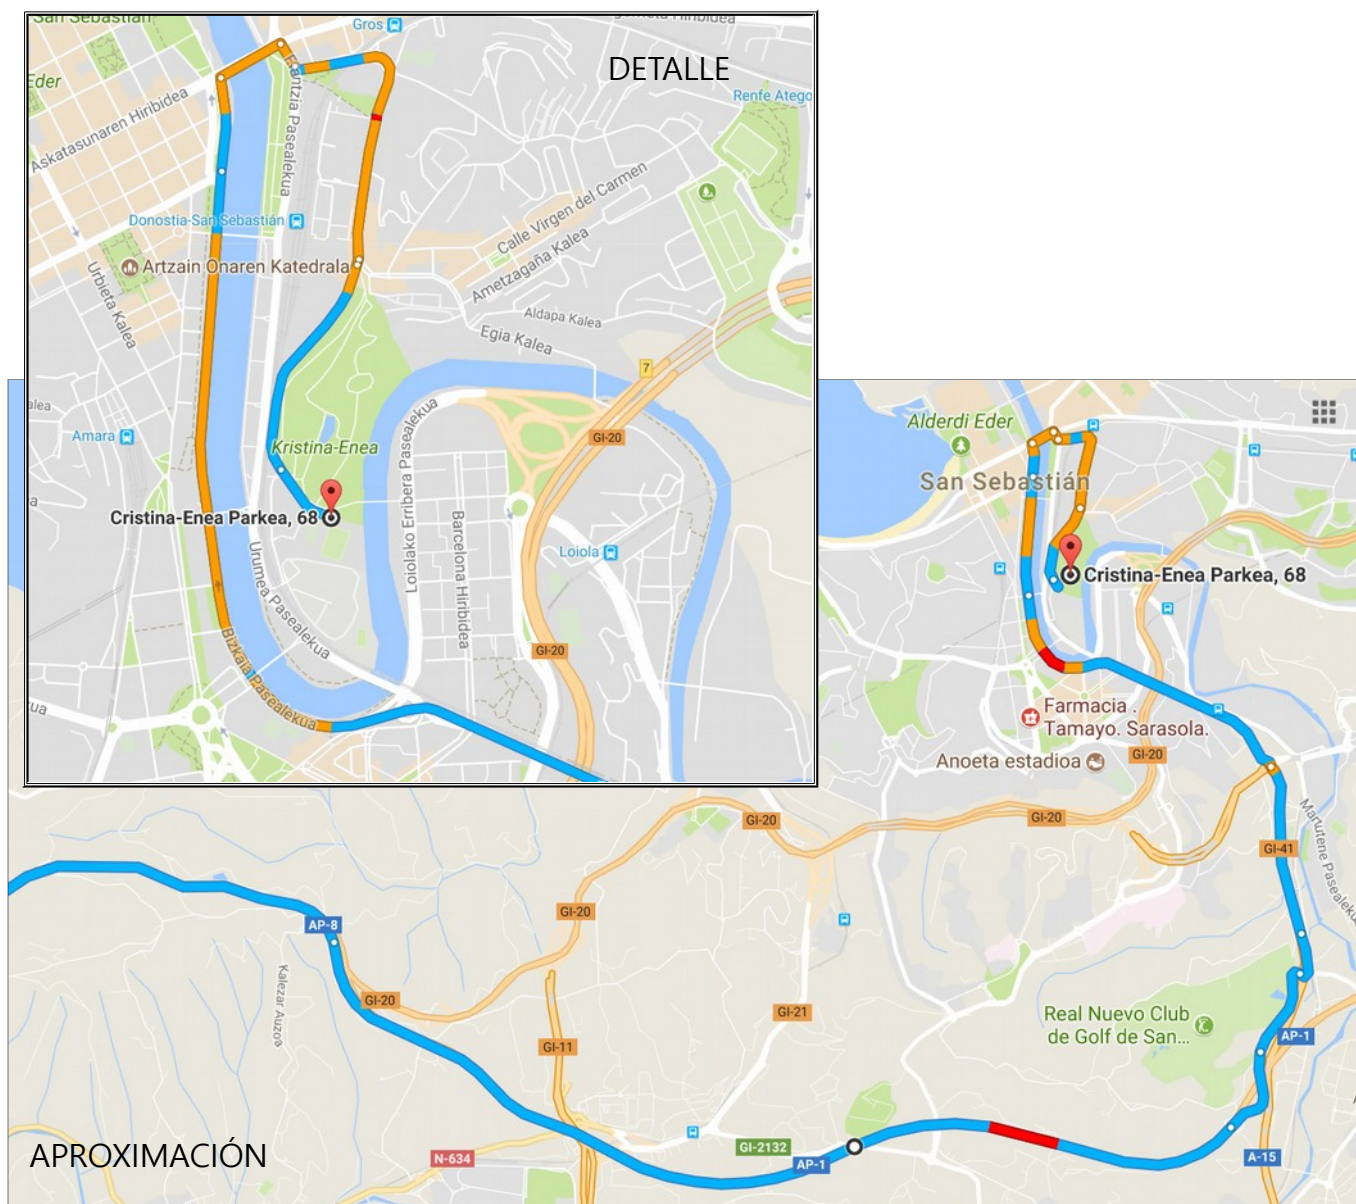 San Sebastián
Gros
Hiribidea
DETALLE
Eder
Renfe Atego
Askatasunaren Hiribidea
Donostia-San Sebastián
Calle Virgen del Carmen
Ametzagaña Kalea
Artzain Onaren Katedrala
Urbieta Kalea
Aldapa Kalea
Egia Kalea
7
alea
Amara
GI-20
Kristina-Enea
Loiolako Erribera Pasealekua
Barcelona Hiribidea
a
Cristina-Enea Parkea, 68
Loiola
Urumea Pasealekua
GI-20
Bizkaia Pasealekua
kua
Alderdi Eder
San Sebastián
Cristina-Enea Parkea, 68
Farmacia .
Tamayo. Sarasola.
Anoeta estadioa
GI-20
GI-20
GI-20
GI-41
Martutene Pasealekua
GI-20
AP-8
Kalezar Auzoa
GI-20
GI-21
Real Nuevo Club
de Golf de San...
AP-1
GI-11
GI-2132
AP-1
N-634
A-15
APROXIMACIÓN